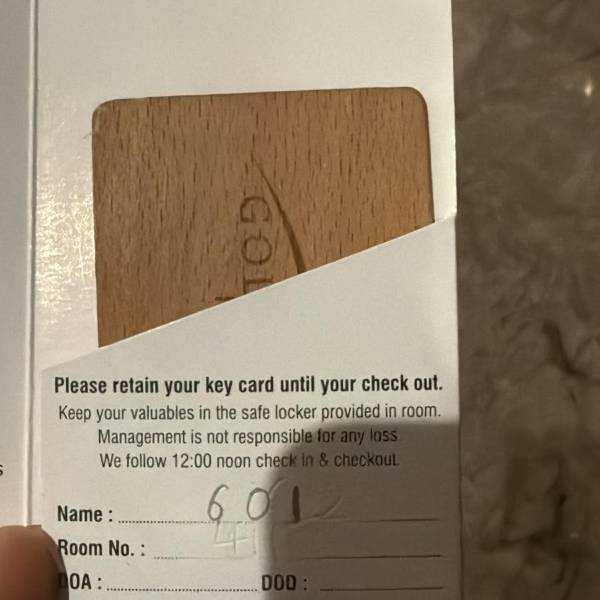 GOL
Please retain your key card until your check out.
Keep your valuables in the safe locker provided in room.
Management is not responsible for any loss
We follow 12:00 noon check in & checkout.
Name : 601
Room No. :
DOA : DOD :